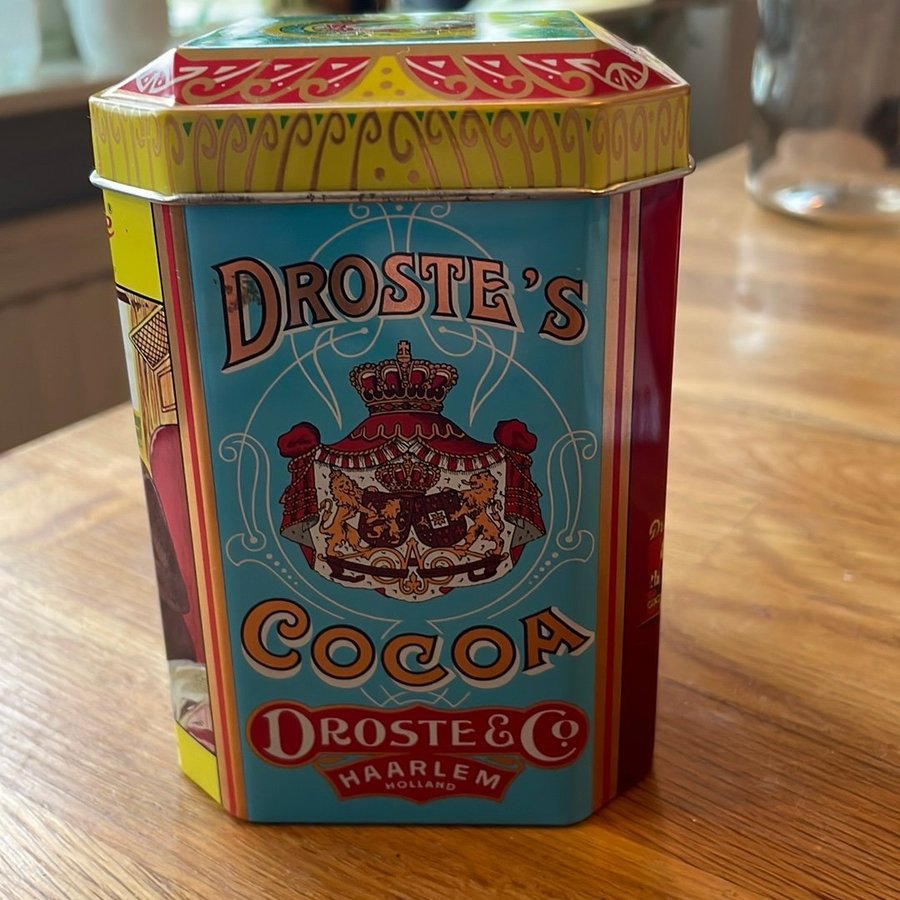 DROSTE'S
COCOA
DROSTE & Co
HAARLEM
HOLLAND